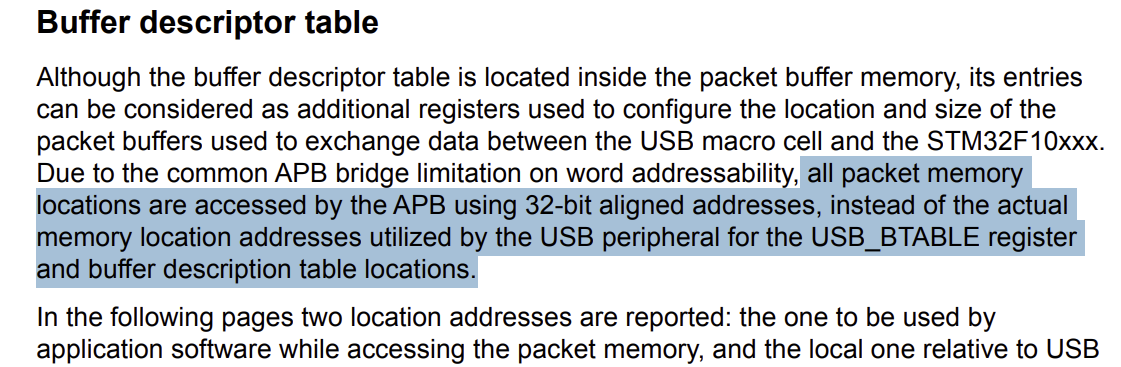 Buffer descriptor table
Although the buffer descriptor table is located inside the packet buffer memory, its entries
can be considered as additional registers used to configure the location and size of the
packet buffers used to exchange data between the USB macro cell and the STM32F10xxx.
Due to the common APB bridge limitation on word addressability, all packet memory
locations are accessed by the APB using 32-bit aligned addresses, instead of the actual
memory location addresses utilized by the USB peripheral for the USB_BTABLE register
and buffer description table locations.
In the following pages two location addresses are reported: the one to be used by
application software while accessing the packet memory, and the local one relative to USB